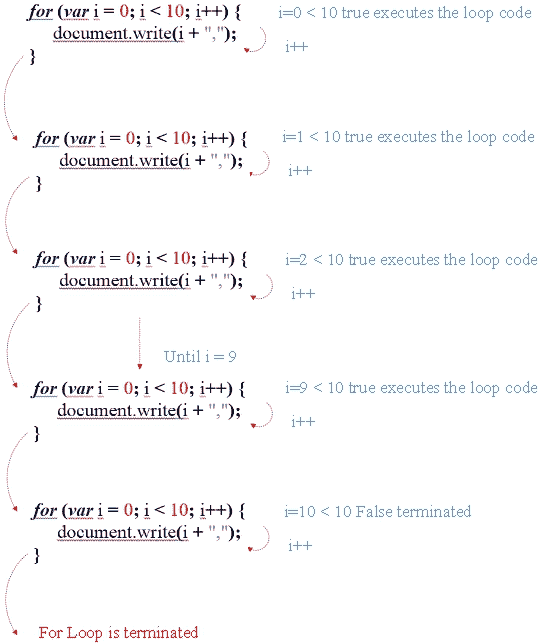 for (var i = 0; i < 10; i++) { i=0 < 10 true executes the loop code
document.write(i + ",");
i++
}
for (var i = 0; i < 10; i++) { i=1 < 10 true executes the loop code
document.write(i + ",");
i++
}
for (var i = 0; i < 10; i++) { i=2 < 10 true executes the loop code
document.write(i + ",");
i++
}
Until i = 9
for (var i = 0; i < 10; i++) { i=9 < 10 true executes the loop code
document.write(i + ",");
i++
}
for (var i = 0; i < 10; i++) { i=10 < 10 False terminated
document.write(i + ",");
i++
}
For Loop is terminated